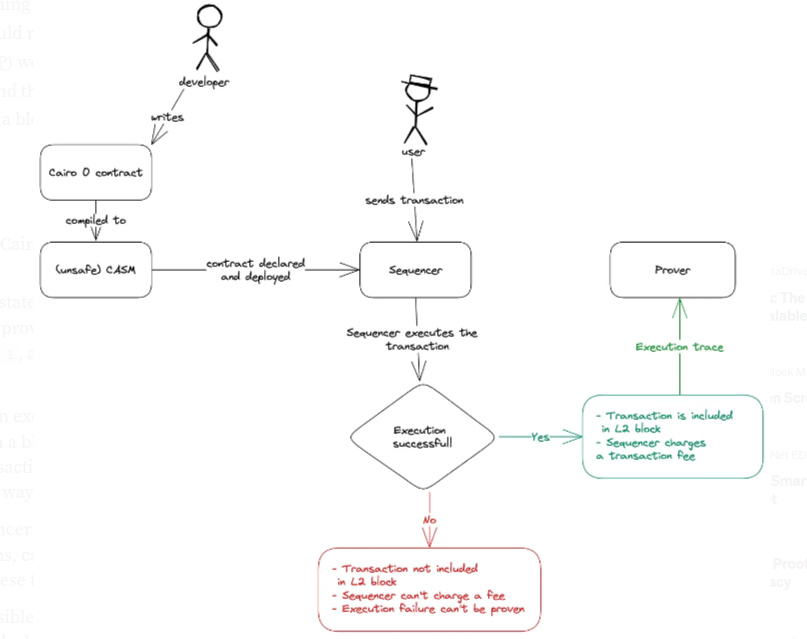 developer
writes
user
Cairo 0 contract
sends transaction
compiled to
(unsafe) CASM
contract declared
and deployed
Sequencer
Prover
Sequencer executes the
transaction
Execution trace
Execution
successfull
Yes
- Transaction is included
in L2 block
- Sequencer charges
a transaction fee
No
- Transaction not included
in L2 block
- Sequencer can't charge a fee
- Execution failure can't be proven